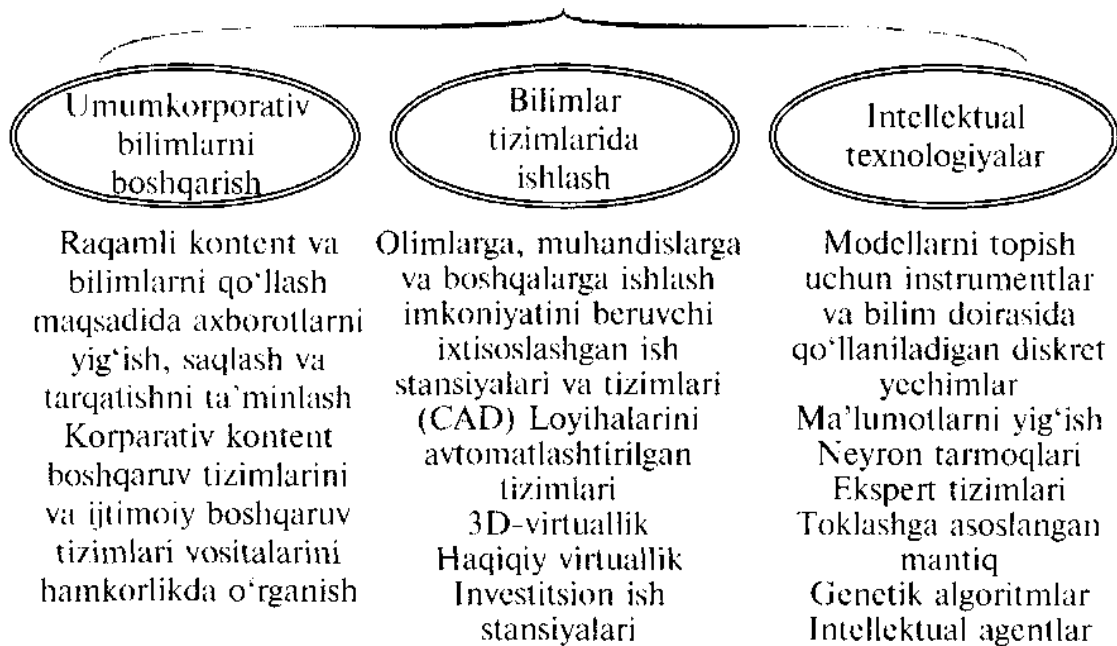 Umumkorporativ
bilimlarni
boshqarish
Raqamli kontent va
bilimlarni qo‘llash
maqsadida axborotlarni
yig‘ish, saqlash va
tarqatishni ta’minlash
Korparativ kontent
boshqaruv tizimlarini
va ijtimoiy boshqaruv
tizimlari vositalarini
hamkorlikda o‘rganish
Bilimlar
tizimlarida
ishlash
Olimlarga, muhandislarga
va boshqalarga ishlash
imkoniyatini beruvchi
ixtisoslashgan ish
stansiyalari va tizimlari
(CAD) Loyihalarini
avtomatlashtirilgan
tizimlari
3D-virtuallik
Haqiqiy virtuallik
Investitsion ish
stansiyalari
Intellektual
texnologiyalar
Modellarni topish
uchun instrumentlar
va bilim doirasida
qo‘llaniladigan diskret
yechimlar
Ma’lumotlarni yig‘ish
Neyron tarmoqlari
Ekspert tizimlari
Toklashga asoslangan
mantiq
Genetik algoritmlar
Intellektual agentlar